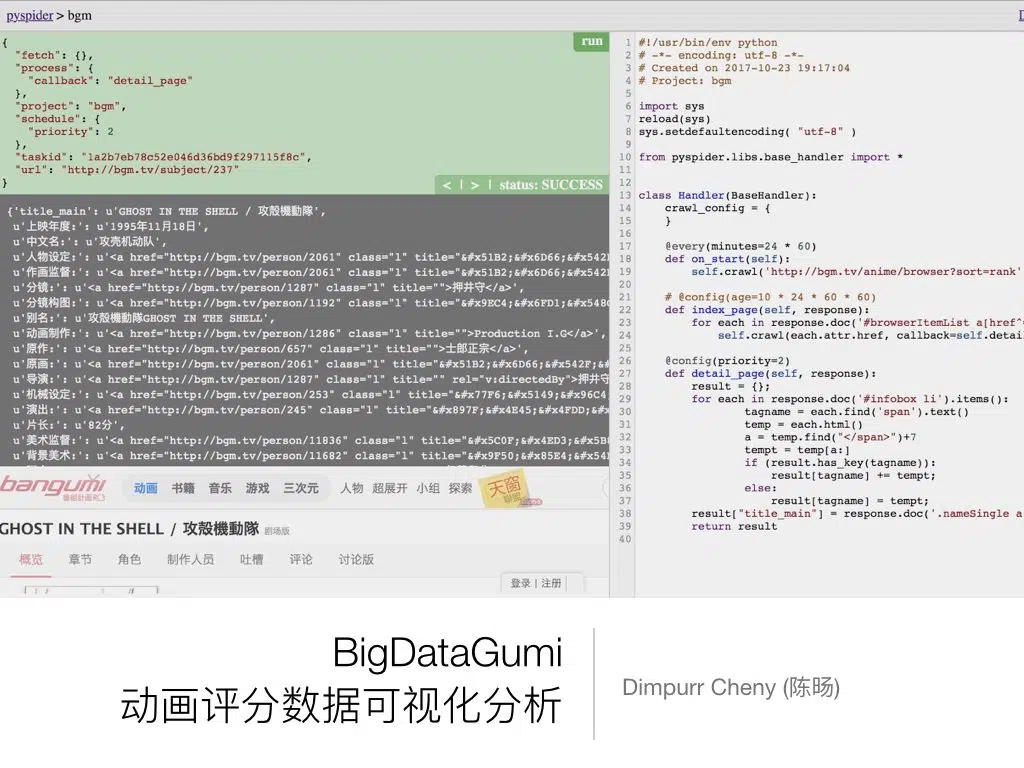 pyspider > bgm
{
"fetch": {},
"process": {
"callback": "detail_page"
},
"project": "bgm",
"schedule": {
"priority": 2
},
"taskid": "1a2b7eb78c52e046d36bd9f297115f8c",
"url": "http://bgm.tv/subject/237"
}
run
< | > | status: SUCCESS
{'title_main': u'GHOST IN THE SHELL / 攻殻機動隊',
u'上映年度:': u'1995年11月18日',
u'中文名:': u'攻壳机动队',
u'人物设定:': u'<a href="http://bgm.tv/person/2061" class="l" title="&#x51B2;&#x6D66;&#x542
u'作画监督:': u'<a href="http://bgm.tv/person/2061" class="l" title="&#x51B2;&#x6D66;&#x542
u'分镜:': u'<a href="http://bgm.tv/person/1287" class="l" title="">押井守</a>',
u'分镜构图:': u'<a href="http://bgm.tv/person/1192" class="l" title="&#x9EC4;&#x6FD1;&#x548
u'别名:': u'攻殻機動隊GHOST IN THE SHELL',
u'动画制作:': u'<a href="http://bgm.tv/person/1286" class="l" title="">Production I.G</a>',
u'原作:': u'<a href="http://bgm.tv/person/657" class="l" title="">士郎正宗</a>',
u'原画:': u'<a href="http://bgm.tv/person/2061" class="l" title="&#x51B2;&#x6D66;&#x542F;&#
u'导演:': u'<a href="http://bgm.tv/person/1287" class="l" title="" rel="v:directedBy">押井守
u'机械设定:': u'<a href="http://bgm.tv/person/253" class="l" title="&#x77F6;&#x5149;&#x96C4
u'演出:': u'<a href="http://bgm.tv/person/245" class="l" title="&#x897F;&#x4E45;&#x4FDD;&#x
u'片长:': u'82分',
u'美术监督:': u'<a href="http://bgm.tv/person/11836" class="l" title="&#x5C0F;&#x4ED3;&#x5B
u'背景美术:': u'<a href="http://bgm.tv/person/11682" class="l" title="&#x9F50;&#x85E4;&#x54
bangumi
动画 书籍 音乐 游戏 三次元 人物 超展开 小组 探索
天窗
联盟
GHOST IN THE SHELL / 攻殻機動隊 剧场版
概览 章节 角色 制作人员 吐槽 评论 讨论版
登录 | 注册
1 #!/usr/bin/env python
2 # -*- encoding: utf-8 -*-
3 # Created on 2017-10-23 19:17:04
4 # Project: bgm
5
6 import sys
7 reload(sys)
8 sys.setdefaultencoding( "utf-8" )
9
10 from pyspider.libs.base_handler import *
11
12
13 class Handler(BaseHandler):
14 crawl_config = {
15 }
16
17 @every(minutes=24 * 60)
18 def on_start(self):
19 self.crawl('http://bgm.tv/anime/browser?sort=rank'
20
21 # @config(age=10 * 24 * 60 * 60)
22 def index_page(self, response):
23 for each in response.doc('#browserItemList a[href^=
24 self.crawl(each.attr.href, callback=self.detai
25
26 @config(priority=2)
27 def detail_page(self, response):
28 result = {};
29 for each in response.doc('#infobox li').items():
30 tagname = each.find('span').text()
31 temp = each.html()
32 a = temp.find("</span>")+7
33 tempt = temp[a:]
34 if (result.has_key(tagname)):
35 result[tagname] += tempt;
36 else:
37 result[tagname] = tempt;
38 result["title_main"] = response.doc('.nameSingle a
39 return result
40
BigDataGumi
动画评分数据可视化分析
Dimpurr Cheny (陈旸)